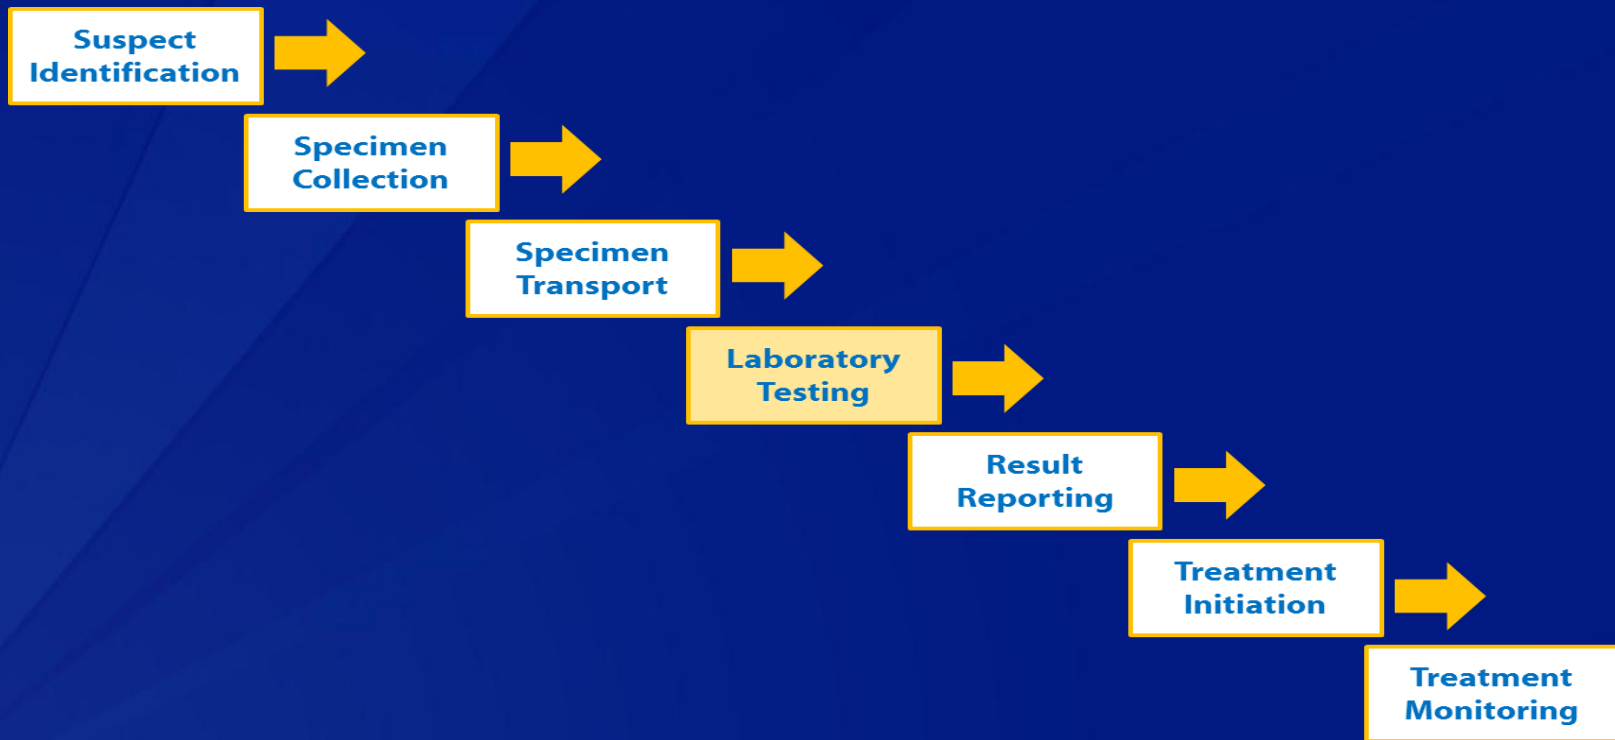 Suspect
Identification
Specimen
Collection
Specimen
Transport
Laboratory
Testing
Result
Reporting
Treatment
Initiation
Treatment
Monitoring